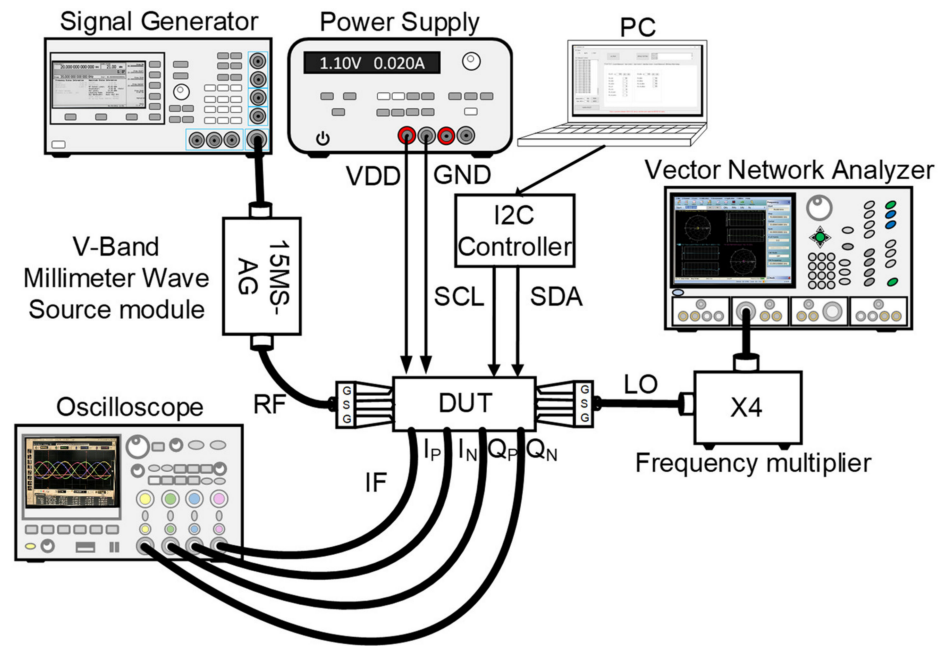 Signal Generator
Power Supply
PC
1.10V 0.020A
VDD
GND
Vector Network Analyzer
I2C
Controller
15MS-
AG
V-Band
Millimeter Wave
Source module
SCL
SDA
RF
G
S
G
DUT
G
S
G
LO
X4
Frequency multiplier
Oscilloscope
IF
IP
IN
QP
QN